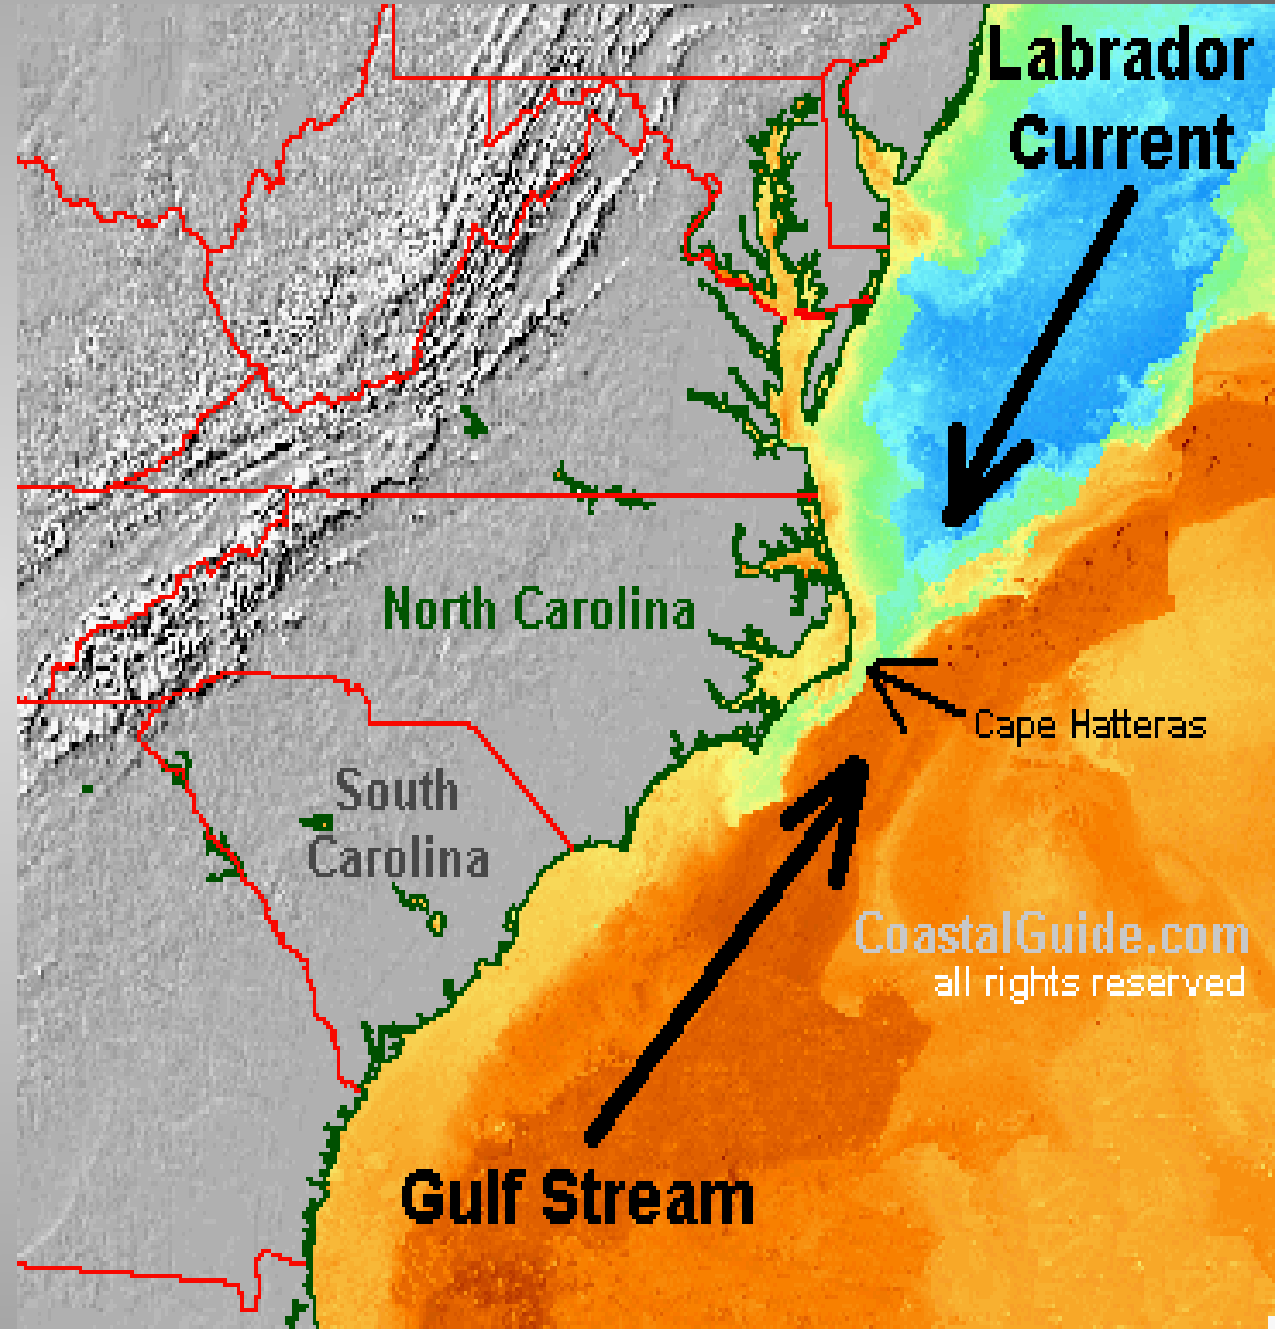 Labrador
Current
North Carolina
Cape Hatteras
South
Carolina
CoastalGuide.com
all rights reserved
Gulf Stream